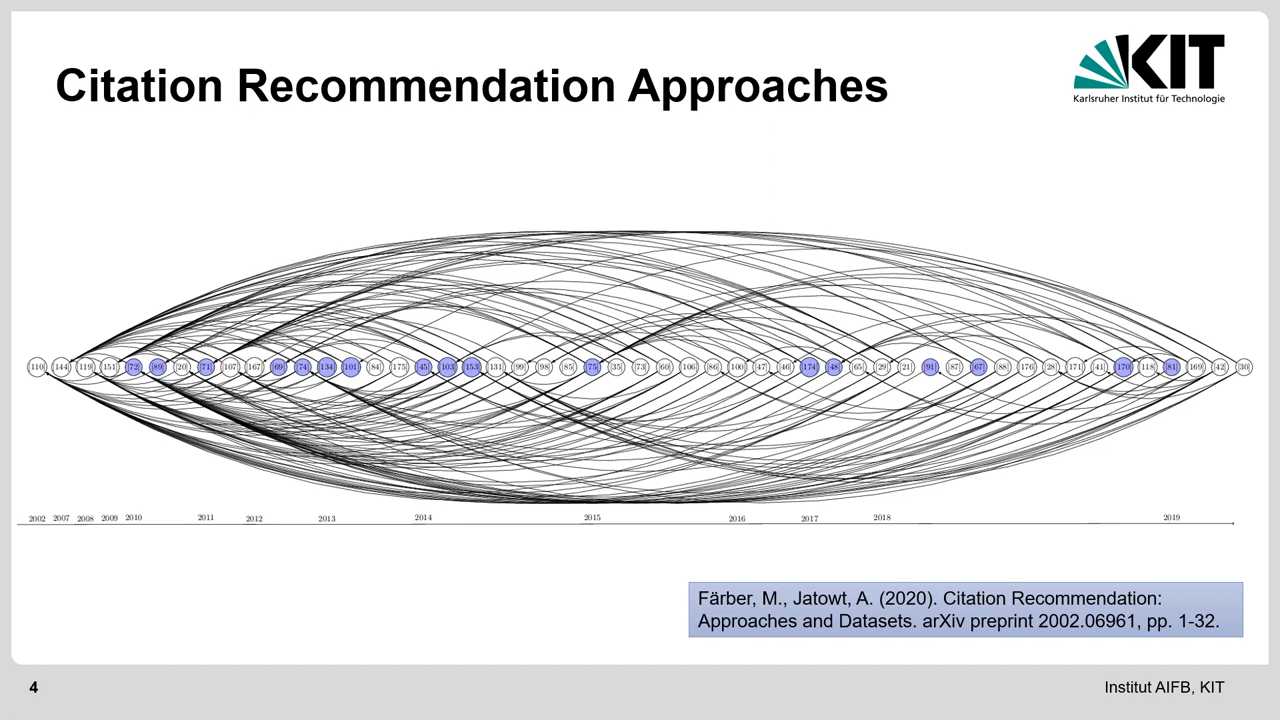 Citation Recommendation Approaches
KIT
Karlsruher Institut für Technologie
[110] [144] [119] [151] [72] [89] [20] [71] [107] [167] [69] [74] [134] [101] [84] [175] [45] [103] [153] [131] [99] [98] [85] [75] [35] [73] [60] [106] [86] [100] [47] [46] [174] [48] [65] [29] [21] [91] [87] [67] [88] [176] [28] [171] [41] [170] [118] [81] [169] [42] [30]
2002 2007 2008 2009 2010 2011 2012 2013 2014 2015 2016 2017 2018 2019
Färber, M., Jatowt, A. (2020). Citation Recommendation:
Approaches and Datasets. arXiv preprint 2002.06961, pp. 1-32.
4
Institut AIFB, KIT